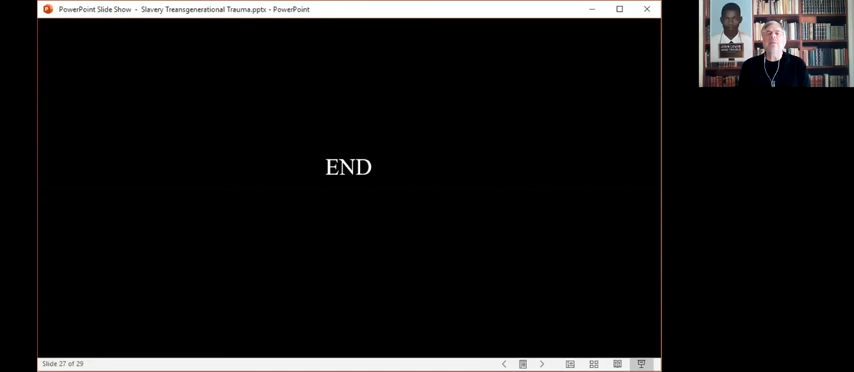 PowerPoint Slide Show - Slavery Treansgenerational Trauma.pptx - PowerPoint
END
Slide 27 of 29